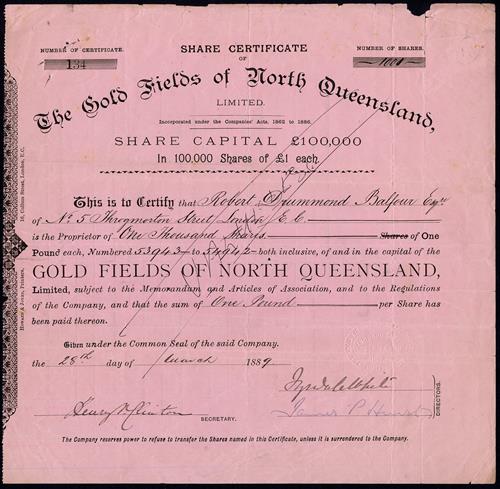 NUMBER OF CERTIFICATE.
134
SHARE CERTIFICATE
OF
NUMBER OF SHARES.
1000
The Gold Fields of North Queensland,
LIMITED.
Incorporated under the Companies' Acts, 1862 to 1886.
SHARE CAPITAL £100,000
In 100,000 Shares of £1 each.
This is to Certify that Robert Drummond Balfour Esqre
of No 5 Throgmorton Street London E.C.
is the Proprietor of One Thousand Shares Shares of One
Pound each, Numbered 53943 to 54942 both inclusive, of and in the capital of the
GOLD FIELDS OF NORTH QUEENSLAND,
Limited, subject to the Memorandum and Articles of Association, and to the Regulations
of the Company, and that the sum of One Pound per Share has
been paid thereon.
Given under the Common Seal of the said Company.
the 28th day of March 1889.
DIRECTORS.
SECRETARY.
The Company reserves power to refuse to transfer the Shares named in this Certificate, unless it is surrendered to the Company.
Howard & Jones, Printers,
London, E.C.